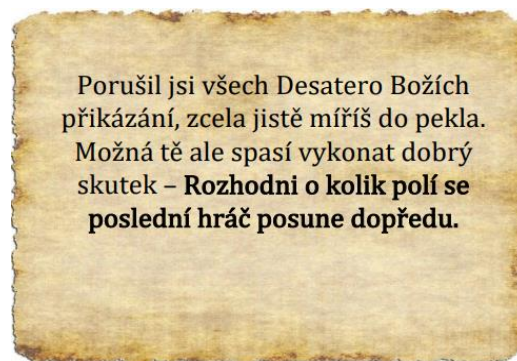 Porušil jsi všech Desatero Božích
přikázání, zcela jistě míříš do pekla.
Možná tě ale spasí vykonat dobrý
skutek – Rozhodni o kolik polí se
poslední hráč posune dopředu.